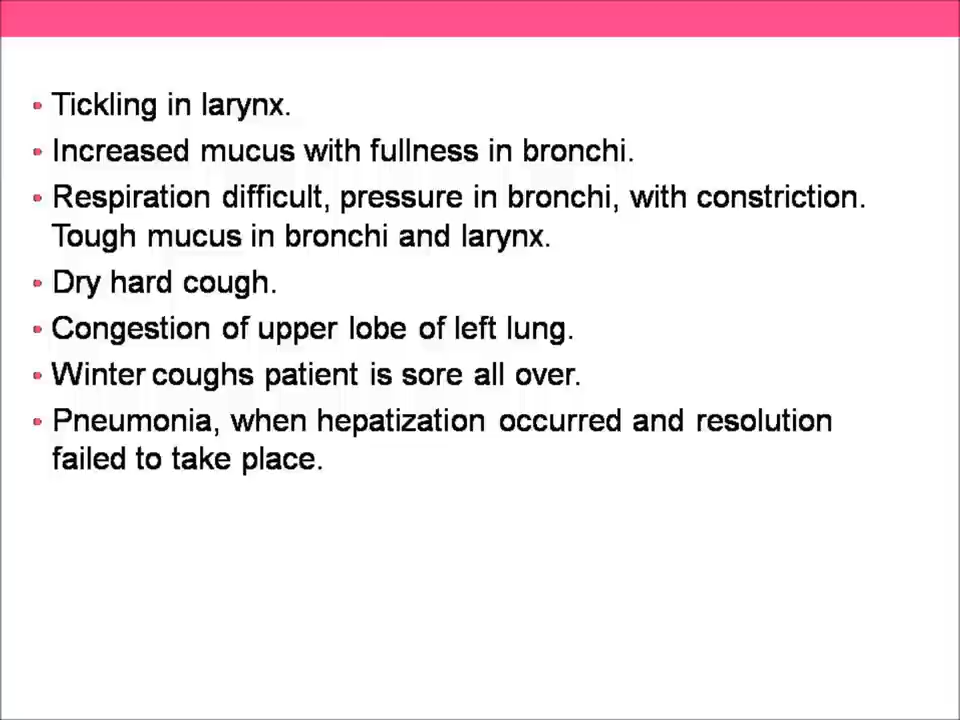 • Tickling in larynx.
• Increased mucus with fullness in bronchi.
• Respiration difficult, pressure in bronchi, with constriction.
Tough mucus in bronchi and larynx.
• Dry hard cough.
• Congestion of upper lobe of left lung.
• Winter coughs patient is sore all over.
• Pneumonia, when hepatization occurred and resolution
failed to take place.